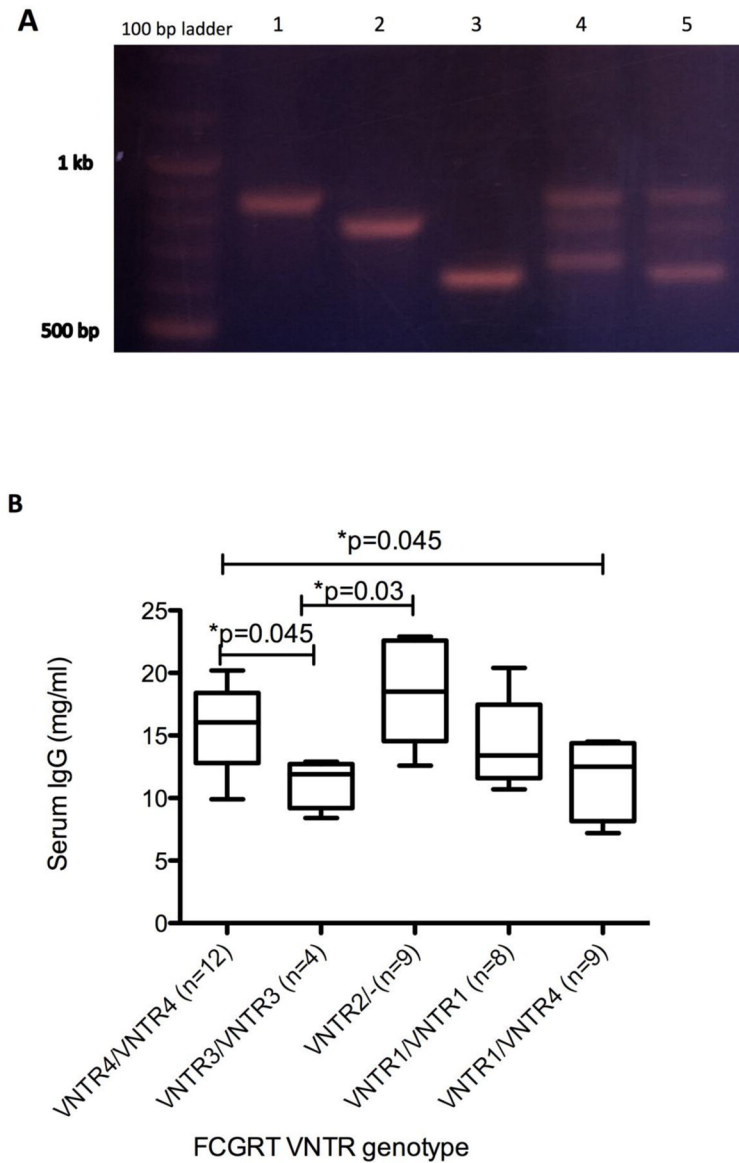 A
100 bp ladder 1 2 3 4 5
1 kb
500 bp
B
*p=0.045
*p=0.03
*p=0.045
25
20
15
10
5
0
Serum IgG (mg/ml)
VNTR4/VNTR4 (n=12)
VNTR3/VNTR3 (n=4)
VNTR2/-(n=9)
VNTR1/VNTR1 (n=8)
VNTR1/VNTR4 (n=9)
FCGRT VNTR genotype